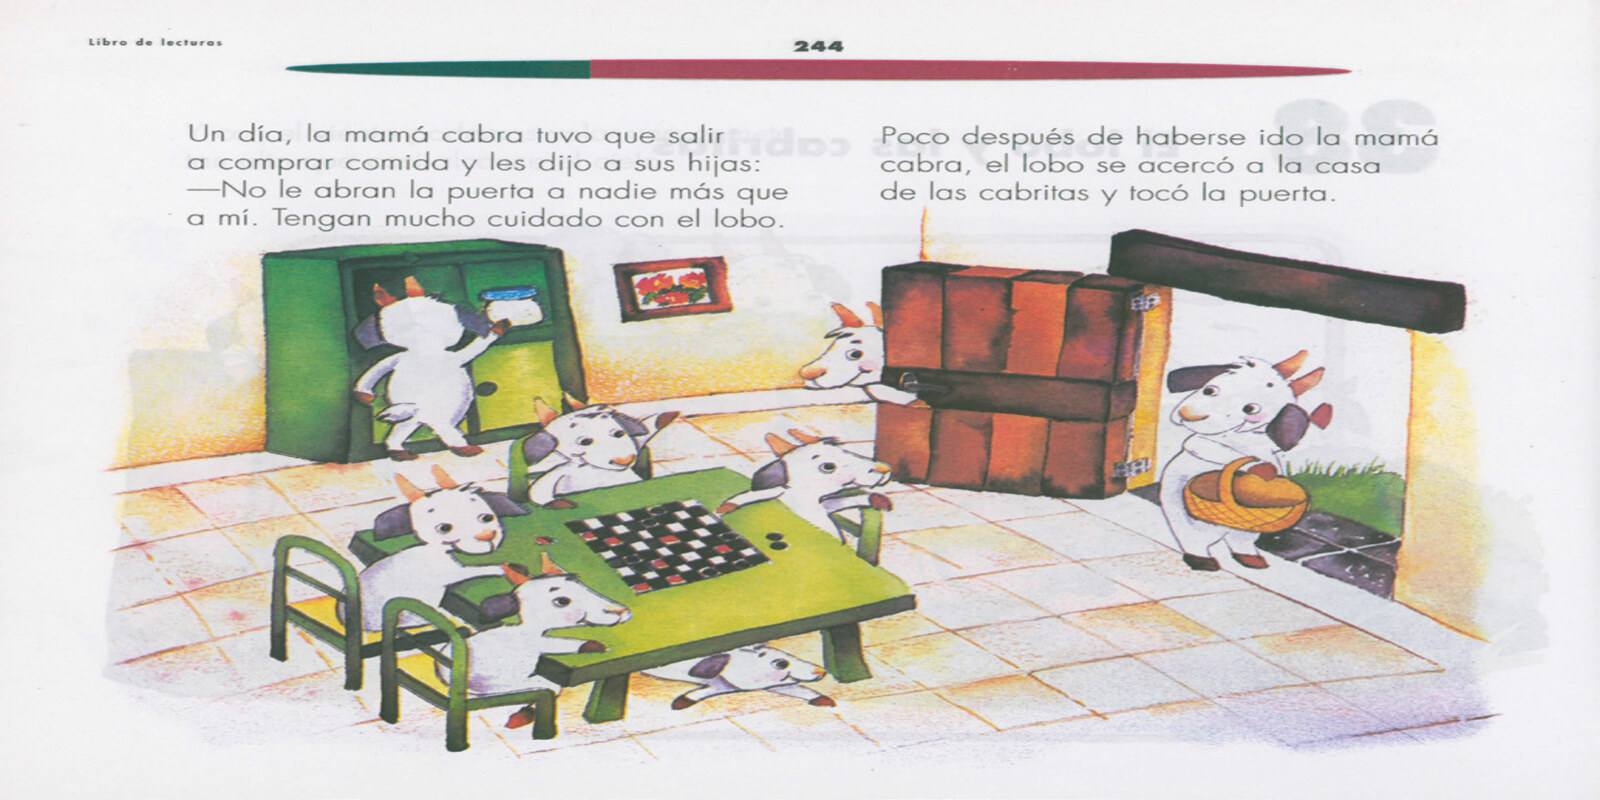 Libro de lecturas
244
Un día, la mamá cabra tuvo que salir
a comprar comida y les dijo a sus hijas:
—No le abran la puerta a nadie más que
a mí. Tengan mucho cuidado con el lobo.
Poco después de haberse ido la mamá
cabra, el lobo se acercó a la casa
de las cabritas y tocó la puerta.